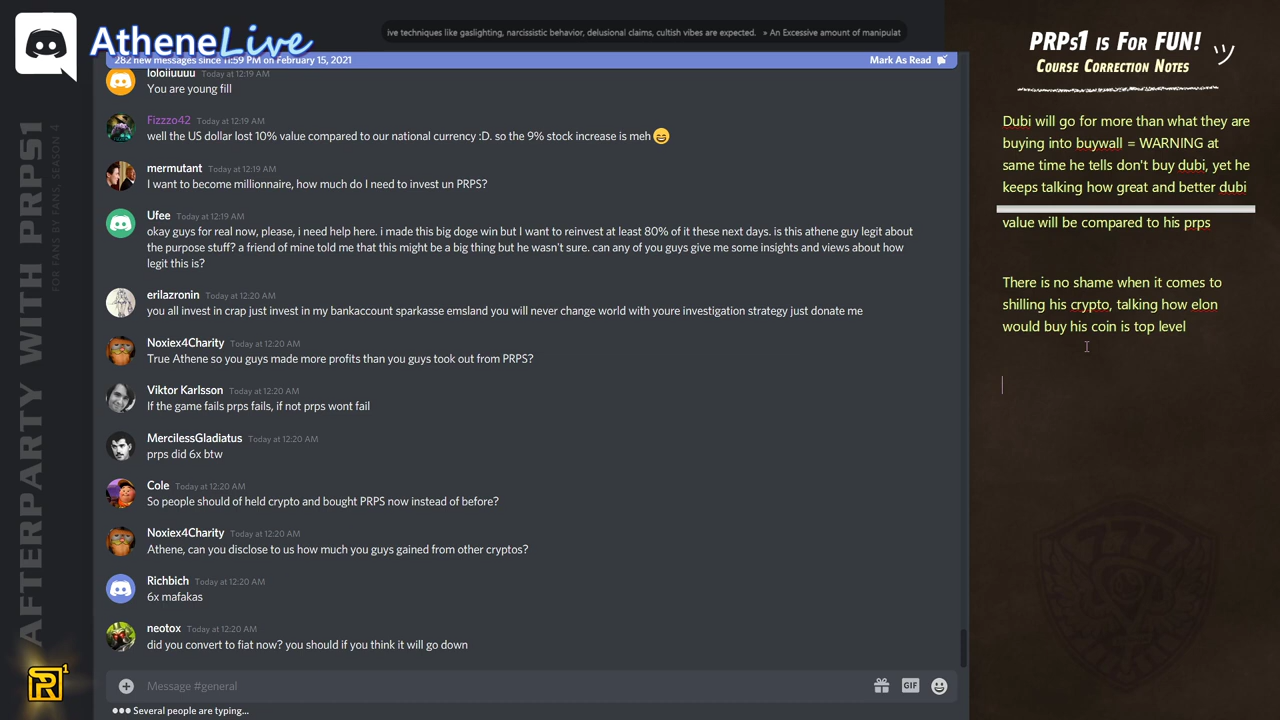 AtheneLive
ive techniques like gaslighting, narcissistic behavior, delusional claims, cultish vibes are expected. » An Excessive amount of manipulat
282 new messages since 11:59 PM on February 15, 2021
Mark As Read
loloiiuuuu Today at 12:19 AM
You are young fill
Fizzzo42 Today at 12:19 AM
well the US dollar lost 10% value compared to our national currency :D. so the 9% stock increase is meh
mermutant Today at 12:19 AM
I want to become millionnaire, how much do I need to invest un PRPS?
Ufee Today at 12:19 AM
okay guys for real now, please, i need help here. i made this big doge win but I want to reinvest at least 80% of it these next days. is this athene guy legit about
the purpose stuff? a friend of mine told me that this might be a big thing but he wasn't sure. can any of you guys give me some insights and views about how
legit this is?
erilazronin Today at 12:20 AM
you all invest in crap just invest in my bankaccount sparkasse emsland you will never change world with youre investigation strategy just donate me
Noxiex4Charity Today at 12:20 AM
True Athene so you guys made more profits than you guys took out from PRPS?
Viktor Karlsson Today at 12:20 AM
If the game fails prps fails, if not prps wont fail
MercilessGladiatus Today at 12:20 AM
prps did 6x btw
Cole Today at 12:20 AM
So people should of held crypto and bought PRPS now instead of before?
Noxiex4Charity Today at 12:20 AM
Athene, can you disclose to us how much you guys gained from other cryptos?
Richbich Today at 12:20 AM
6x mafakas
neotox Today at 12:20 AM
did you convert to fiat now? you should if you think it will go down
Message #general
GIF
Several people are typing...
AFTERPARTY WITH PRPS1
FOR FANS BY FANS, SEASON 4
R1
PRPs1 is For FUN!
Course Correction Notes
ツ
Dubi will go for more than what they are
buying into buywall = WARNING at
same time he tells don't buy dubi, yet he
keeps talking how great and better dubi
value will be compared to his prps
There is no shame when it comes to
shilling his crypto, talking how elon
would buy his coin is top level